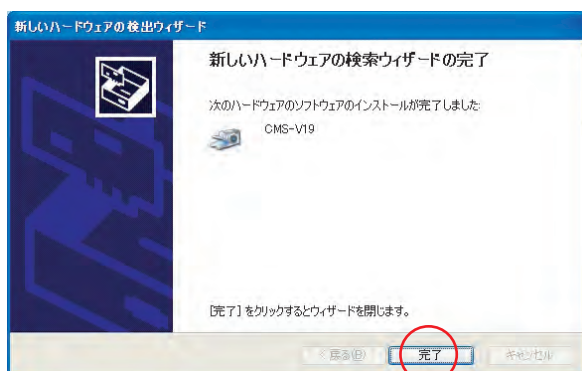 新しいハードウェアの検出ウィザード
新しいハードウェアの検索ウィザードの完了
次のハードウェアのソフトウェアのインストールが完了しました:
CMS-V19
[完了] をクリックするとウィザードを閉じます。
< 戻る(B) 完了 キャンセル